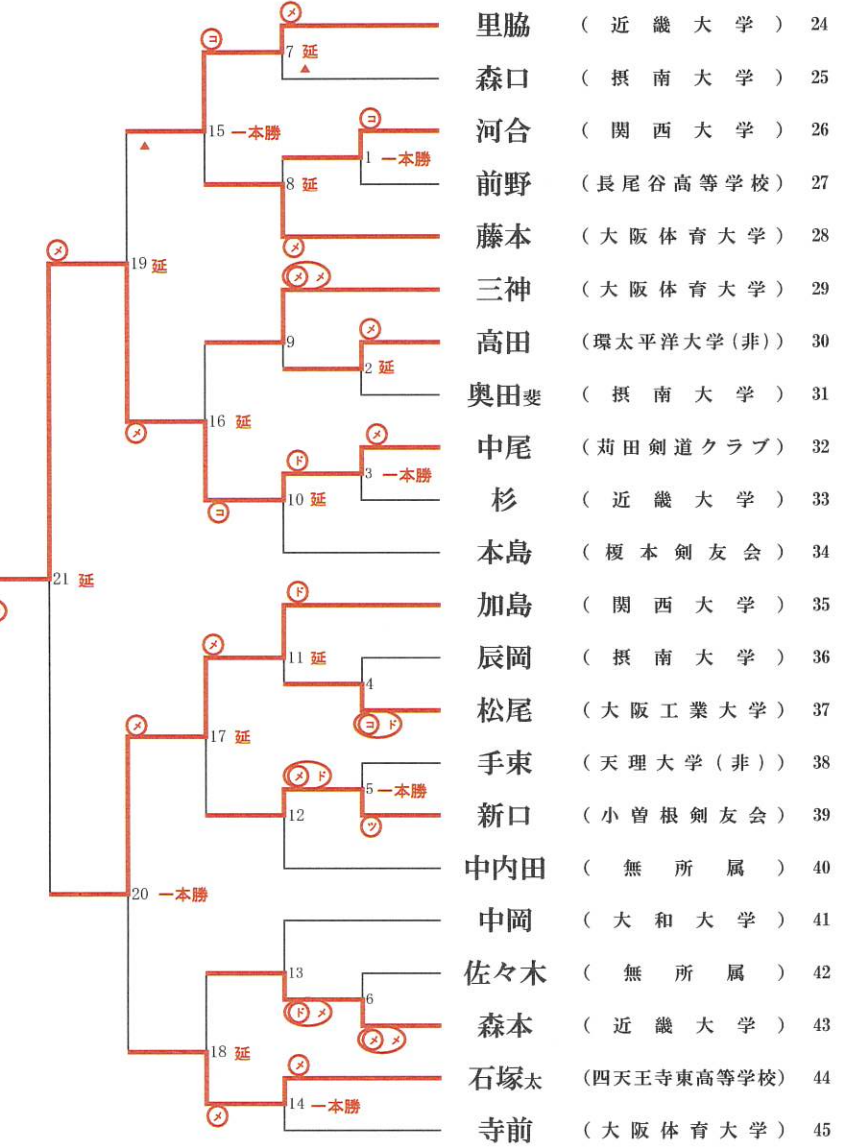 里脇 (近畿大学) 24
メ
コ
7 延
▲
森口 (摂南大学) 25
コ
河合 (関西大学) 26
15 一本勝
▲
1 一本勝
前野 (長尾谷高等学校) 27
8 延
藤本 (大阪体育大学) 28
メ
メ
19 延
メメ
三神 (大阪体育大学) 29
メ
高田 (環太平洋大学(非)) 30
9
2 延
奥田斐 (摂南大学) 31
16 延
メ
メ
中尾 (苅田剣道クラブ) 32
ド
3 一本勝
杉 (近畿大学) 33
10 延
コ
本島 (榎本剣友会) 34
21 延
ド
加島 (関西大学) 35
メ
11 延
辰岡 (摂南大学) 36
4
松尾 (大阪工業大学) 37
コド
メ
17 延
手東 (天理大学(非)) 38
メド
5 一本勝
新口 (小曽根剣友会) 39
12
ツ
中内田 (無所属) 40
20 一本勝
中岡 (大和大学) 41
13
佐々木 (無所属) 42
6
ドメ
森本 (近畿大学) 43
メメ
18 延
メ
石塚太 (四天王寺東高等学校) 44
14 一本勝
メ
寺前 (大阪体育大学) 45